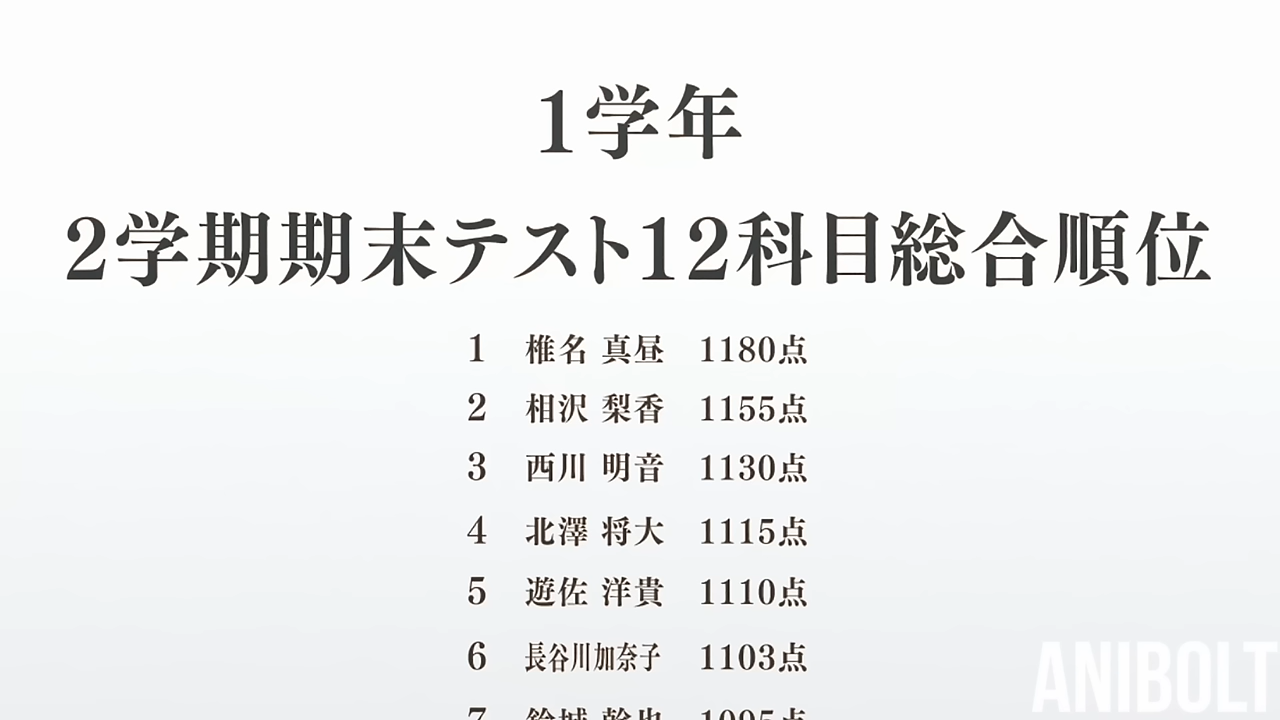 1学年
2学期期末テスト12科目総合順位
1 椎名 真昼 1180点
2 相沢 梨香 1155点
3 西川 明音 1130点
4 北澤 将大 1115点
5 遊佐 洋貴 1110点
6 長谷川加奈子 1103点
ANIBOLT